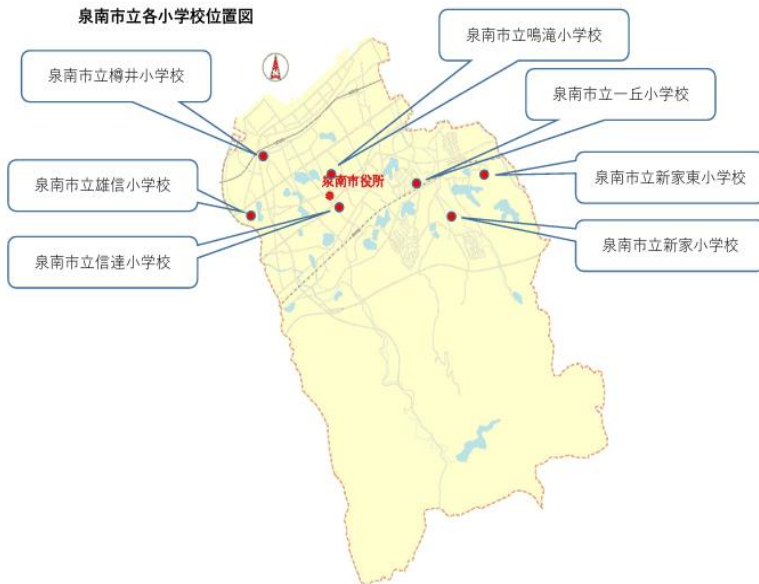 泉南市立各小学校位置図
泉南市立鳴滝小学校
泉南市立樽井小学校
泉南市立一丘小学校
泉南市立雄信小学校
泉南市役所
泉南市立新家東小学校
泉南市立信達小学校
泉南市立新家小学校